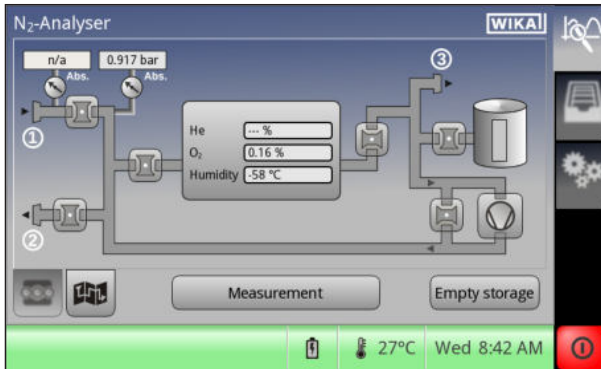 N₂-Analyser
WIKA
n/a
0.917 bar
Abs.
Abs.
③
①
He
--- %
O₂
0.16 %
Humidity
-58 °C
②
Measurement
Empty storage
27°C
Wed 8:42 AM